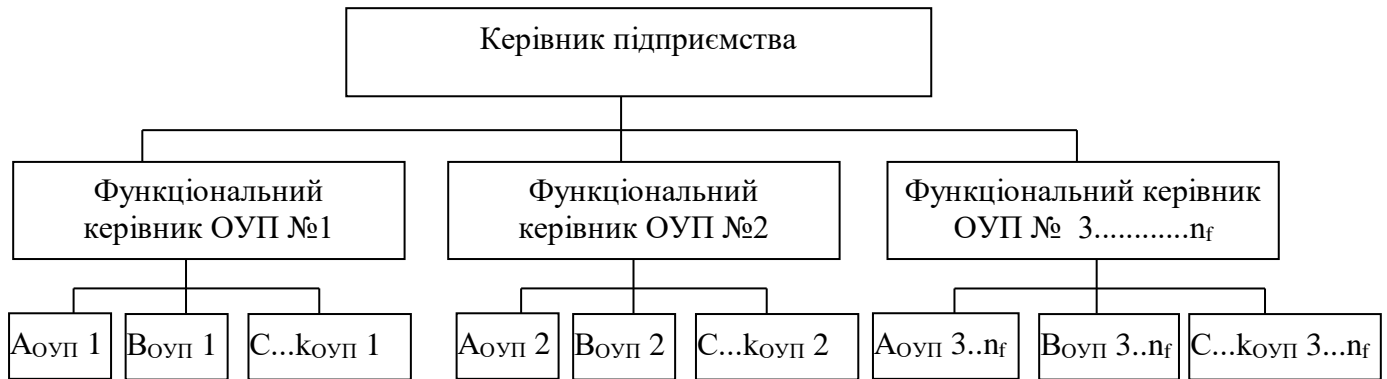 Керівник підприємства
Функціональний
керівник ОУП №1
Функціональний
керівник ОУП №2
Функціональний керівник
ОУП № 3............nf
AОУП 1
BОУП 1
C...kОУП 1
AОУП 2
BОУП 2
C...kОУП 2
AОУП 3..nf
BОУП 3..nf
C...kОУП 3...nf